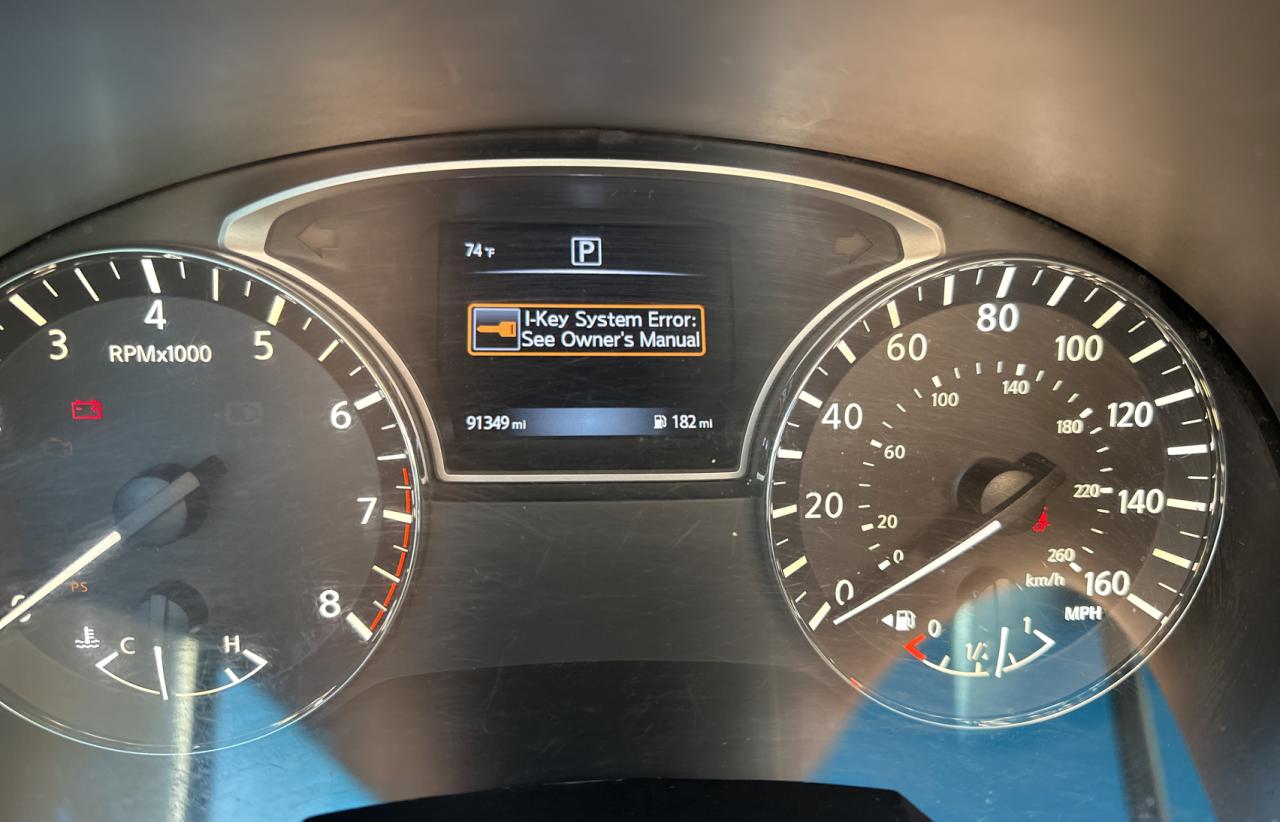 74°F
P
I-Key System Error:
See Owner's Manual
91349 mi
182 mi
3
4
5
6
7
8
RPMx1000
PS
C
H
0
20
40
60
80
100
120
140
160
MPH
0
20
60
100
140
180
220
260
km/h
0
1/2
1